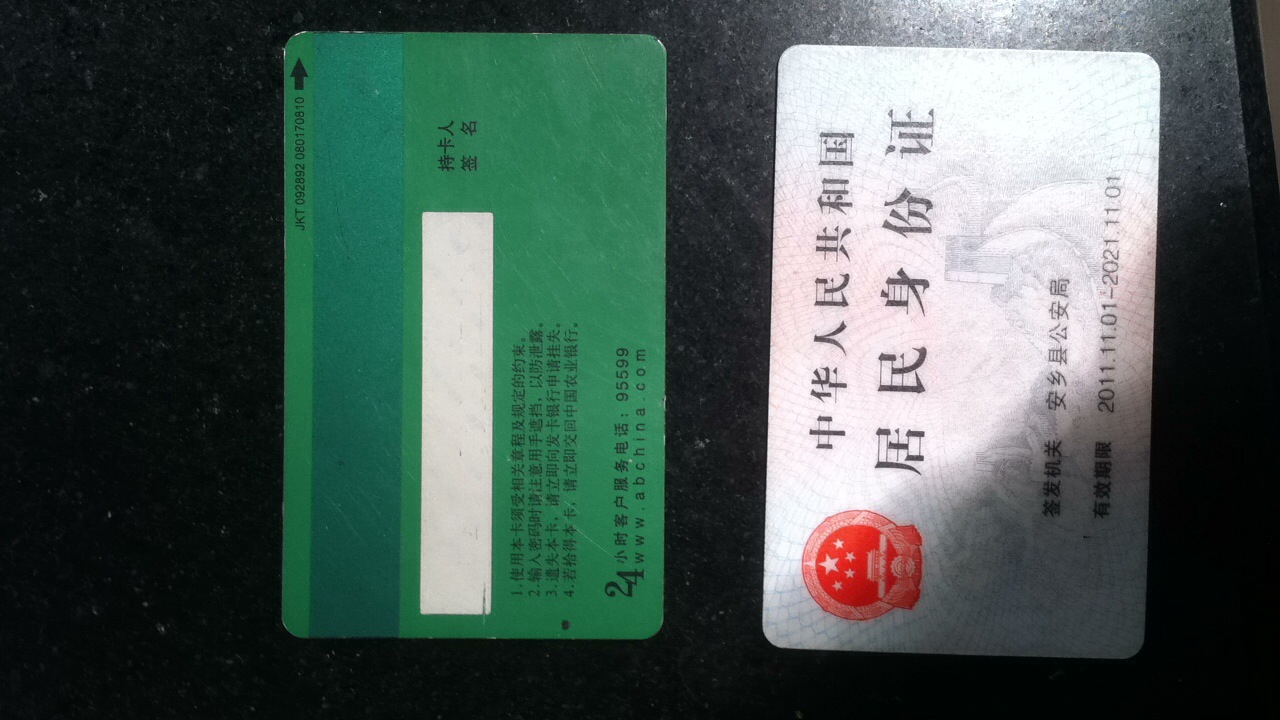 JKT 092892 080170810
持卡人
签 名
1.使用本卡须受相关章程及规定的约束。
2.输入密码时请注意用手遮挡，以防泄露。
3.遗失本卡，请立即向发卡银行申请挂失。
4.若拾得本卡，请立即交回中国农业银行。
24小时客户服务电话：95599
www.abchina.com
中华人民共和国
居民身份证
签发机关 安乡县公安局
有效期限 2011.11.01-2021.11.01